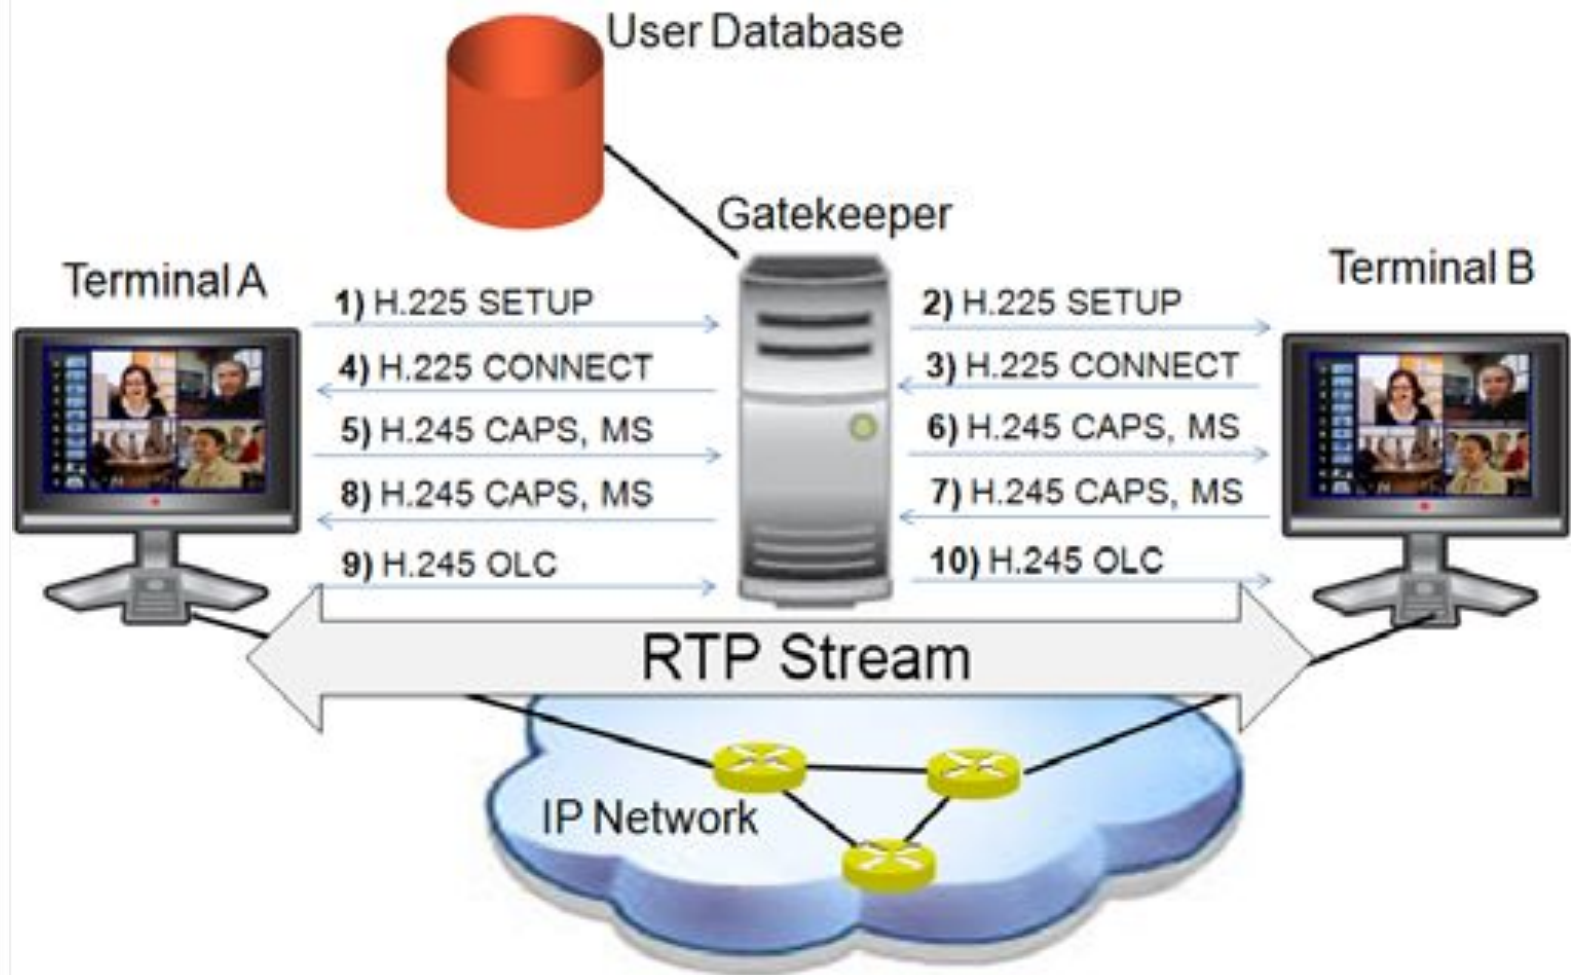 User Database
Gatekeeper
Terminal A
Terminal B
1) H.225 SETUP
2) H.225 SETUP
4) H.225 CONNECT
3) H.225 CONNECT
5) H.245 CAPS, MS
6) H.245 CAPS, MS
8) H.245 CAPS, MS
7) H.245 CAPS, MS
9) H.245 OLC
10) H.245 OLC
RTP Stream
IP Network